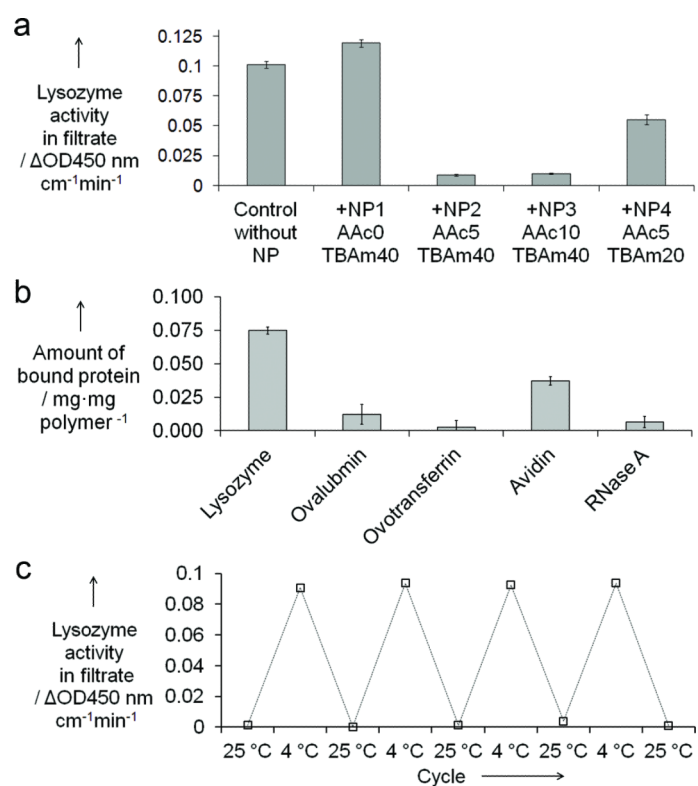 a
Lysozyme
activity
in filtrate
/ ΔOD450 nm
cm-1min-1
0.125
0.1
0.075
0.05
0.025
0
Control
without
NP
+NP1
AAc0
TBAm40
+NP2
AAc5
TBAm40
+NP3
AAc10
TBAm40
+NP4
AAc5
TBAm20
b
Amount of
bound protein
/ mg·mg
polymer -1
0.100
0.075
0.050
0.025
0.000
Lysozyme
Ovalubmin
Ovotransferrin
Avidin
RNase A
c
Lysozyme
activity
in filtrate
/ ΔOD450 nm
cm-1min-1
0.1
0.08
0.06
0.04
0.02
0
25 °C 4 °C 25 °C 4 °C 25 °C 4 °C 25 °C 4 °C 25 °C
Cycle